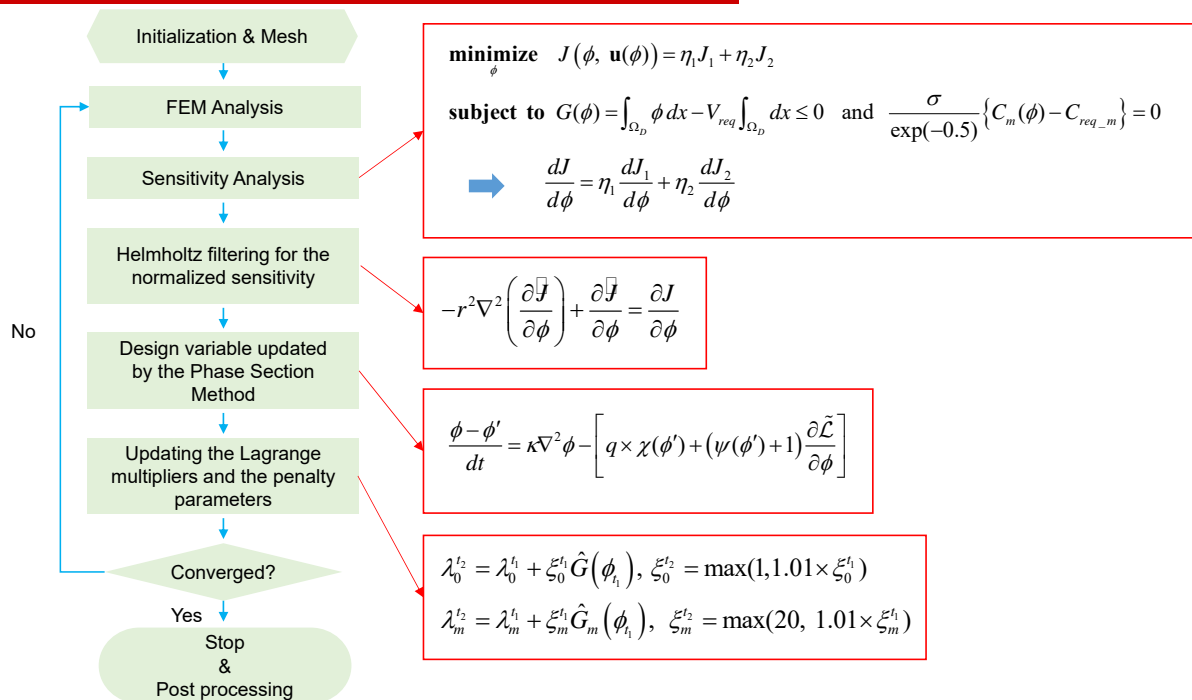 Initialization & Mesh
FEM Analysis
Sensitivity Analysis
Helmholtz filtering for the
normalized sensitivity
No
Design variable updated
by the Phase Section
Method
Updating the Lagrange
multipliers and the penalty
parameters
Converged?
Yes
Stop
&
Post processing
minimize J(ϕ, u(ϕ)) = η₁J₁ + η₂J₂
ϕ
subject to G(ϕ) = ∫_{Ω_D} ϕ dx − V_{req} ∫_{Ω_D} dx ≤ 0 and σ/exp(−0.5) {C_m(ϕ) − C_{req_m}} = 0
dJ/dϕ = η₁ dJ₁/dϕ + η₂ dJ₂/dϕ
−r²∇²(∂J̃/∂ϕ) + ∂J̃/∂ϕ = ∂J/∂ϕ
(ϕ − ϕ′)/dt = κ∇²ϕ − [q × χ(ϕ′) + (ψ(ϕ′) + 1) ∂ℒ̃/∂ϕ]
λ₀^{t₂} = λ₀^{t₁} + ξ₀^{t₁} Ĝ(ϕ_{t₁}), ξ₀^{t₂} = max(1,1.01 × ξ₀^{t₁})
λ_m^{t₂} = λ_m^{t₁} + ξ_m^{t₁} Ĝ_m(ϕ_{t₁}), ξ_m^{t₂} = max(20, 1.01 × ξ_m^{t₁})